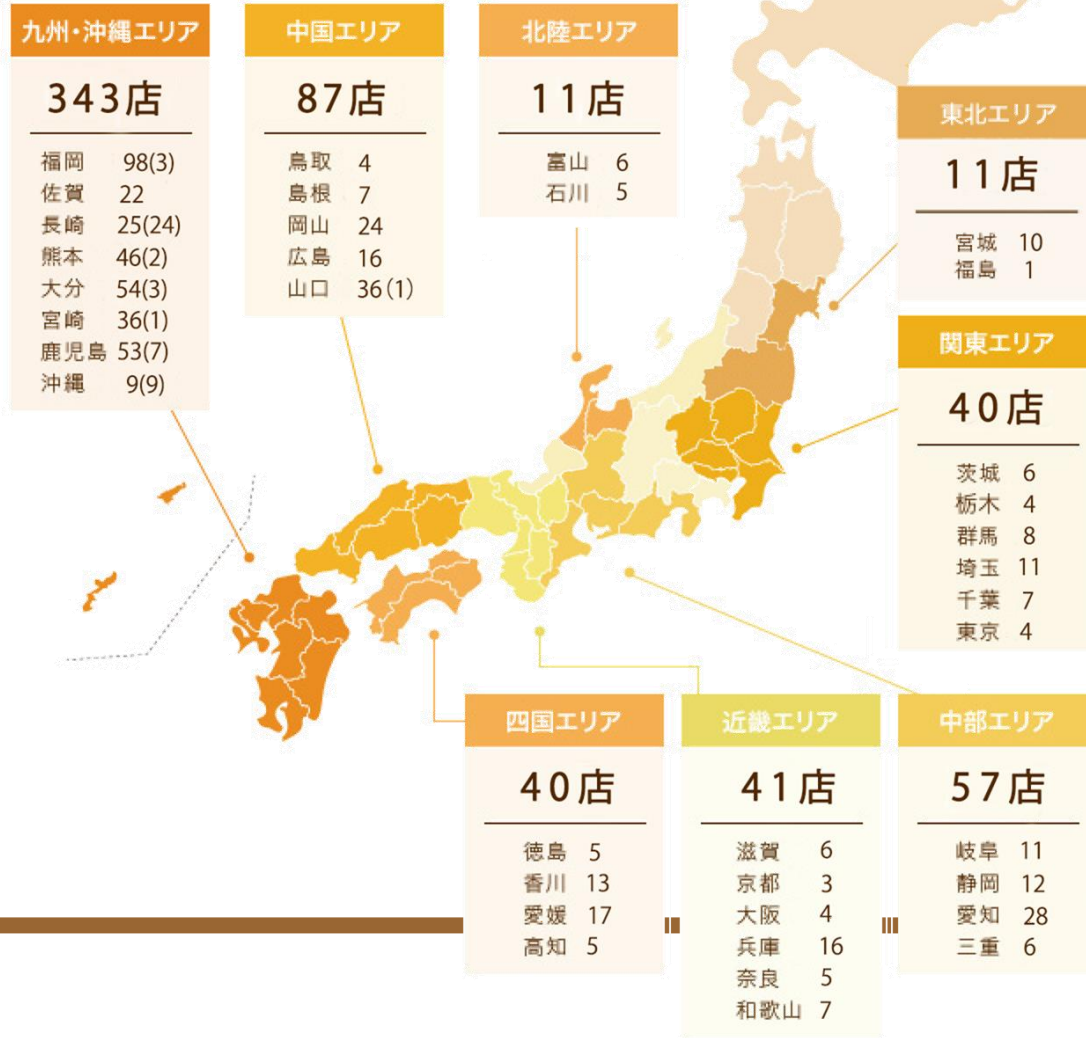 九州・沖縄エリア
343店
福岡 98(3)
佐賀 22
長崎 25(24)
熊本 46(2)
大分 54(3)
宮崎 36(1)
鹿児島 53(7)
沖縄 9(9)
中国エリア
87店
鳥取 4
島根 7
岡山 24
広島 16
山口 36(1)
北陸エリア
11店
富山 6
石川 5
東北エリア
11店
宮城 10
福島 1
関東エリア
40店
茨城 6
栃木 4
群馬 8
埼玉 11
千葉 7
東京 4
四国エリア
40店
徳島 5
香川 13
愛媛 17
高知 5
近畿エリア
41店
滋賀 6
京都 3
大阪 4
兵庫 16
奈良 5
和歌山 7
中部エリア
57店
岐阜 11
静岡 12
愛知 28
三重 6